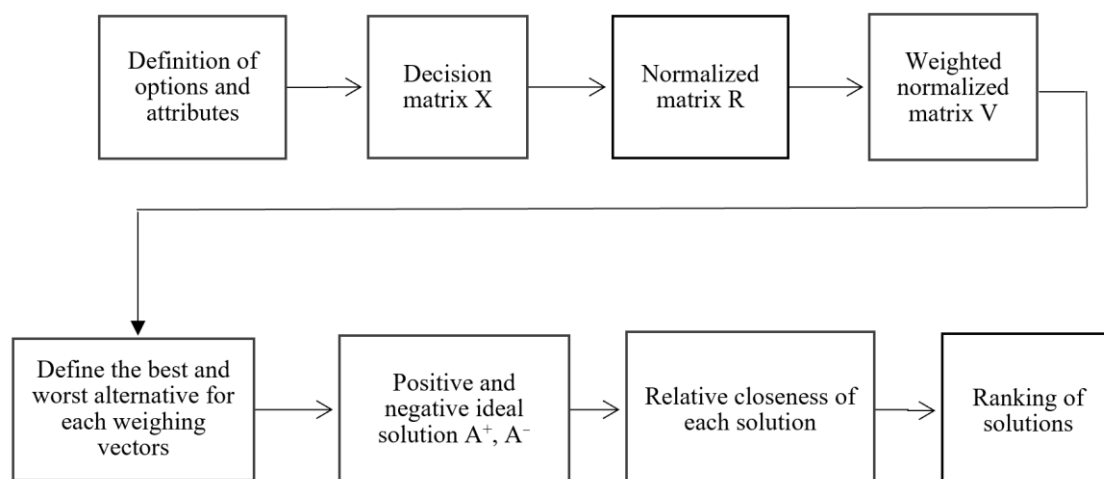 Definition of
options and
attributes
Decision
matrix X
Normalized
matrix R
Weighted
normalized
matrix V
Define the best and
worst alternative for
each weighing
vectors
Positive and
negative ideal
solution A⁺, A⁻
Relative closeness of
each solution
Ranking of
solutions